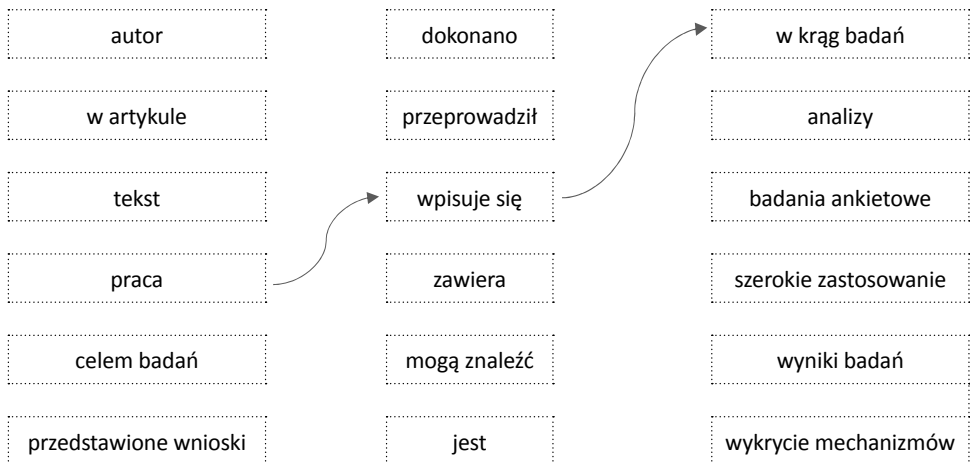 autor
dokonano
w krąg badań
w artykule
przeprowadził
analizy
tekst
wpisuje się
badania ankietowe
praca
zawiera
szerokie zastosowanie
celem badań
mogą znaleźć
wyniki badań
przedstawione wnioski
jest
wykrycie mechanizmów